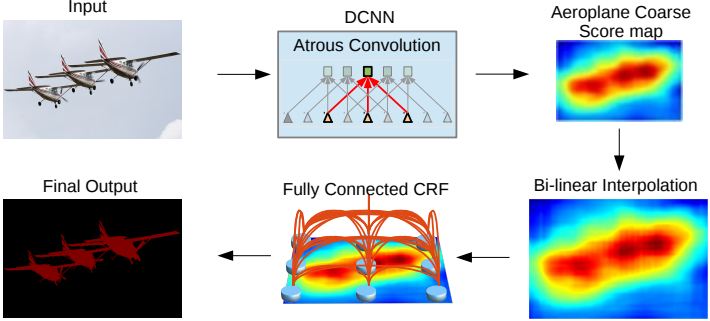 Input
DCNN
Atrous Convolution
Aeroplane Coarse
Score map
Final Output
Fully Connected CRF
Bi-linear Interpolation